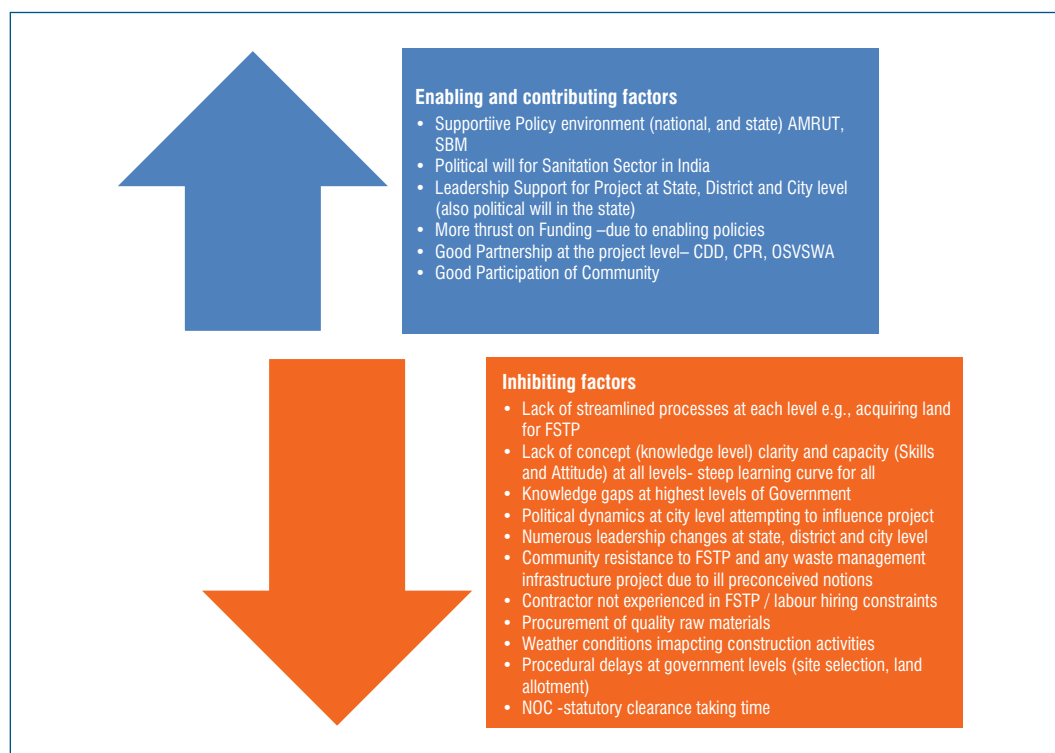 Enabling and contributing factors
• Supportiive Policy environment (national, and state) AMRUT,
SBM
• Political will for Sanitation Sector in India
• Leadership Support for Project at State, District and City level
(also political will in the state)
• More thrust on Funding –due to enabling policies
• Good Partnership at the project level– CDD, CPR, OSVSWA
• Good Participation of Community
Inhibiting factors
• Lack of streamlined processes at each level e.g., acquiring land
for FSTP
• Lack of concept (knowledge level) clarity and capacity (Skills
and Attitude) at all levels- steep learning curve for all
• Knowledge gaps at highest levels of Government
• Political dynamics at city level attempting to influence project
• Numerous leadership changes at state, district and city level
• Community resistance to FSTP and any waste management
infrastructure project due to ill preconceived notions
• Contractor not experienced in FSTP / labour hiring constraints
• Procurement of quality raw materials
• Weather conditions imapcting construction activities
• Procedural delays at government levels (site selection, land
allotment)
• NOC -statutory clearance taking time